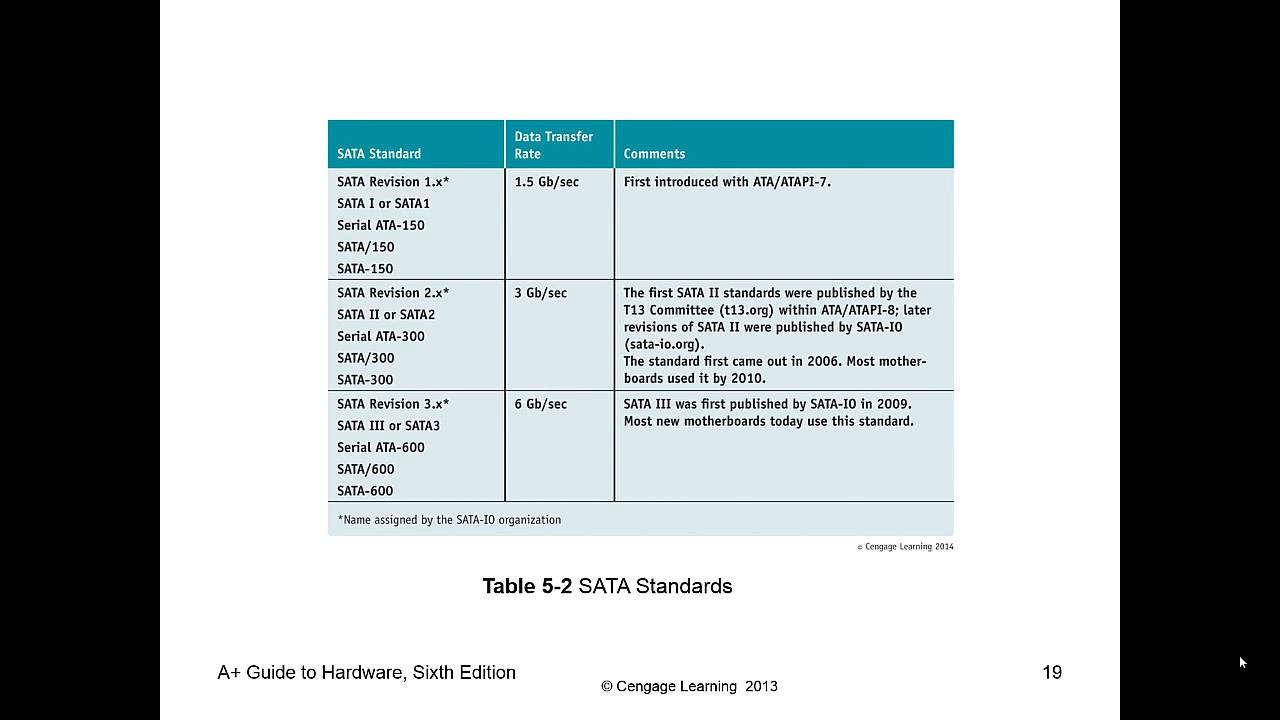 SATA Standard
Data Transfer
Rate
Comments
SATA Revision 1.x*
SATA I or SATA1
Serial ATA-150
SATA/150
SATA-150
1.5 Gb/sec
First introduced with ATA/ATAPI-7.
SATA Revision 2.x*
SATA II or SATA2
Serial ATA-300
SATA/300
SATA-300
3 Gb/sec
The first SATA II standards were published by the
T13 Committee (t13.org) within ATA/ATAPI-8; later
revisions of SATA II were published by SATA-IO
(sata-io.org).
The standard first came out in 2006. Most mother-
boards used it by 2010.
SATA Revision 3.x*
SATA III or SATA3
Serial ATA-600
SATA/600
SATA-600
6 Gb/sec
SATA III was first published by SATA-IO in 2009.
Most new motherboards today use this standard.
*Name assigned by the SATA-IO organization
© Cengage Learning 2014
Table 5-2 SATA Standards
A+ Guide to Hardware, Sixth Edition
© Cengage Learning 2013
19